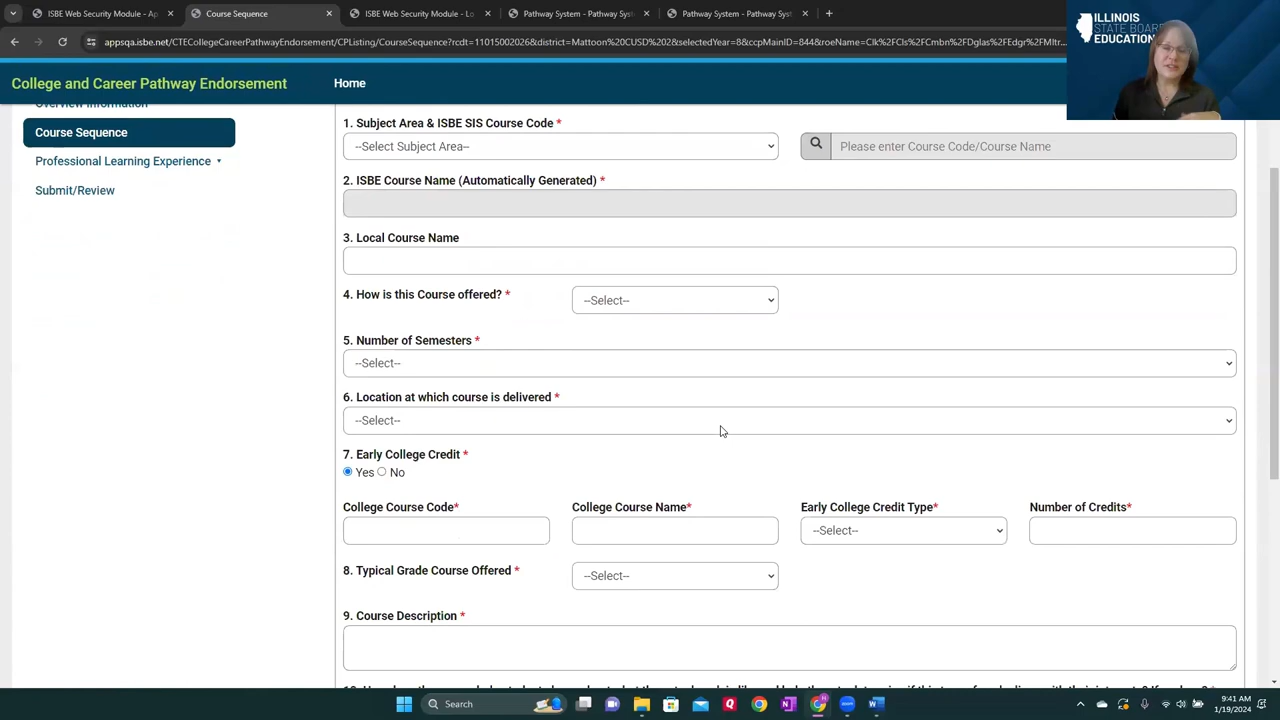 ISBE Web Security Module - Ap
Course Sequence
ISBE Web Security Module - Lo
Pathway System - Pathway Sys
Pathway System - Pathway Sys
appsqa.isbe.net/CTECollegeCareerPathwayEndorsement/CPListing/CourseSequence?rcdt=11015002026&district=Mattoon%20CUSD%202&selectedYear=8&ccpMainID=844&roeName=Clk%2FCls%2FCmbn%2FDglas%2FEdgr%2FMltr
ILLINOIS
STATE BOARD
EDUCATION
College and Career Pathway Endorsement
Home
Overview Information
Course Sequence
Professional Learning Experience
Submit/Review
1. Subject Area & ISBE SIS Course Code *
--Select Subject Area--
Please enter Course Code/Course Name
2. ISBE Course Name (Automatically Generated) *
3. Local Course Name
4. How is this Course offered? *
--Select--
5. Number of Semesters *
--Select--
6. Location at which course is delivered *
--Select--
7. Early College Credit *
Yes No
College Course Code* College Course Name* Early College Credit Type* Number of Credits*
--Select--
8. Typical Grade Course Offered *
--Select--
9. Course Description *
Search
9:41 AM
1/19/2024